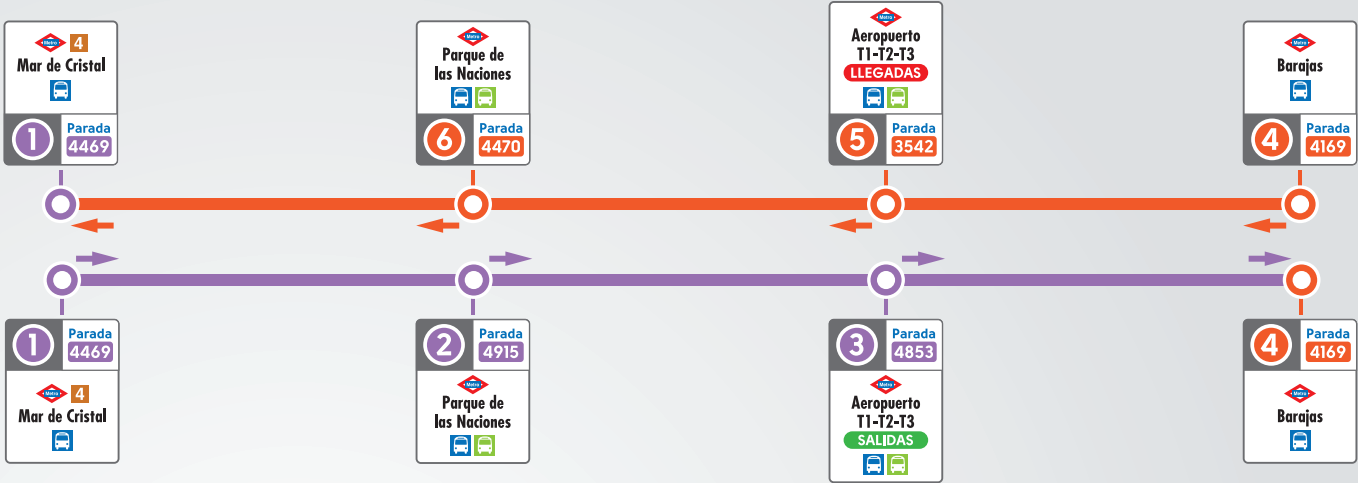 Metro 4
Mar de Cristal
1 Parada
4469
Metro
Parque de
las Naciones
6 Parada
4470
Metro
Aeropuerto
T1-T2-T3
LLEGADAS
5 Parada
3542
Metro
Barajas
4 Parada
4169
1 Parada
4469
Metro 4
Mar de Cristal
2 Parada
4915
Metro
Parque de
las Naciones
3 Parada
4853
Metro
Aeropuerto
T1-T2-T3
SALIDAS
4 Parada
4169
Metro
Barajas